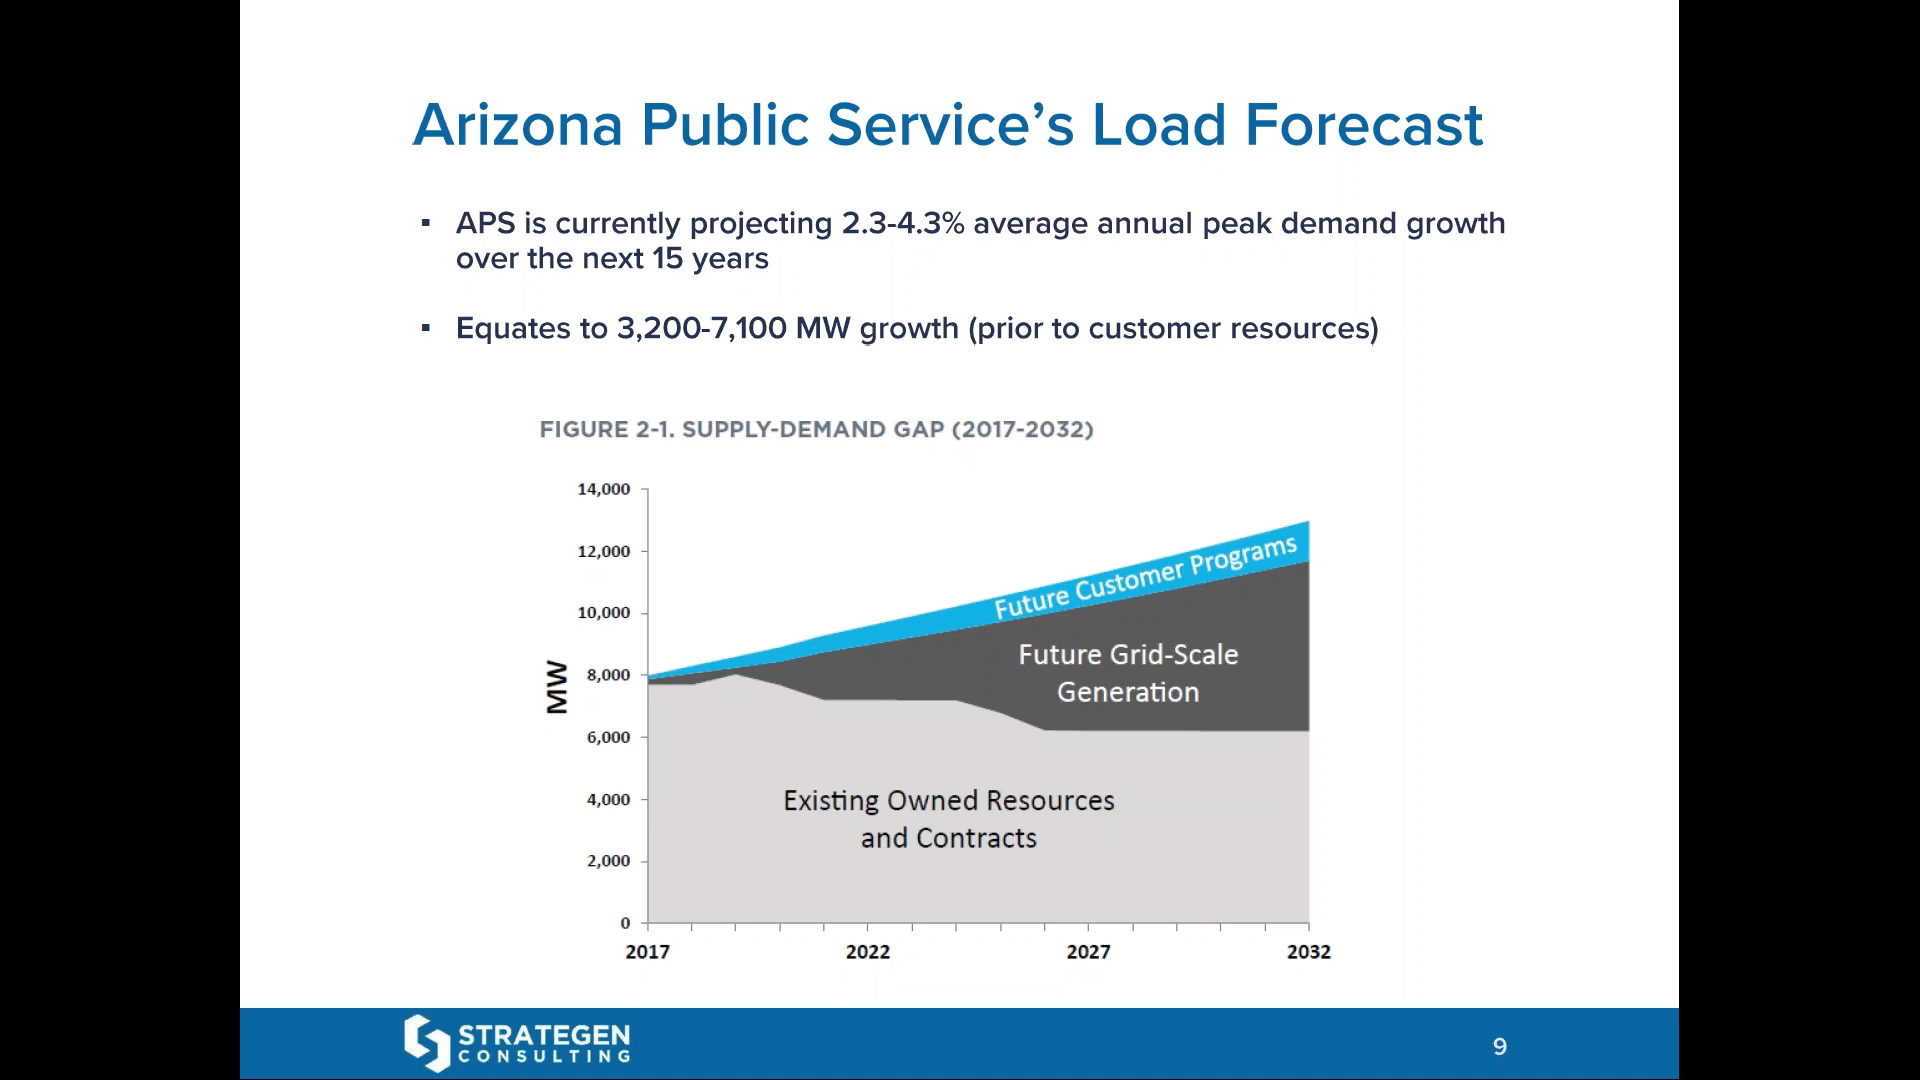 Arizona Public Service’s Load Forecast
▪ APS is currently projecting 2.3-4.3% average annual peak demand growth
over the next 15 years
▪ Equates to 3,200-7,100 MW growth (prior to customer resources)
FIGURE 2-1. SUPPLY-DEMAND GAP (2017-2032)
14,000
12,000
10,000
8,000
6,000
4,000
2,000
0
MW
Future Customer Programs
Future Grid-Scale
Generation
Existing Owned Resources
and Contracts
2017 2022 2027 2032
STRATEGEN
CONSULTING
9